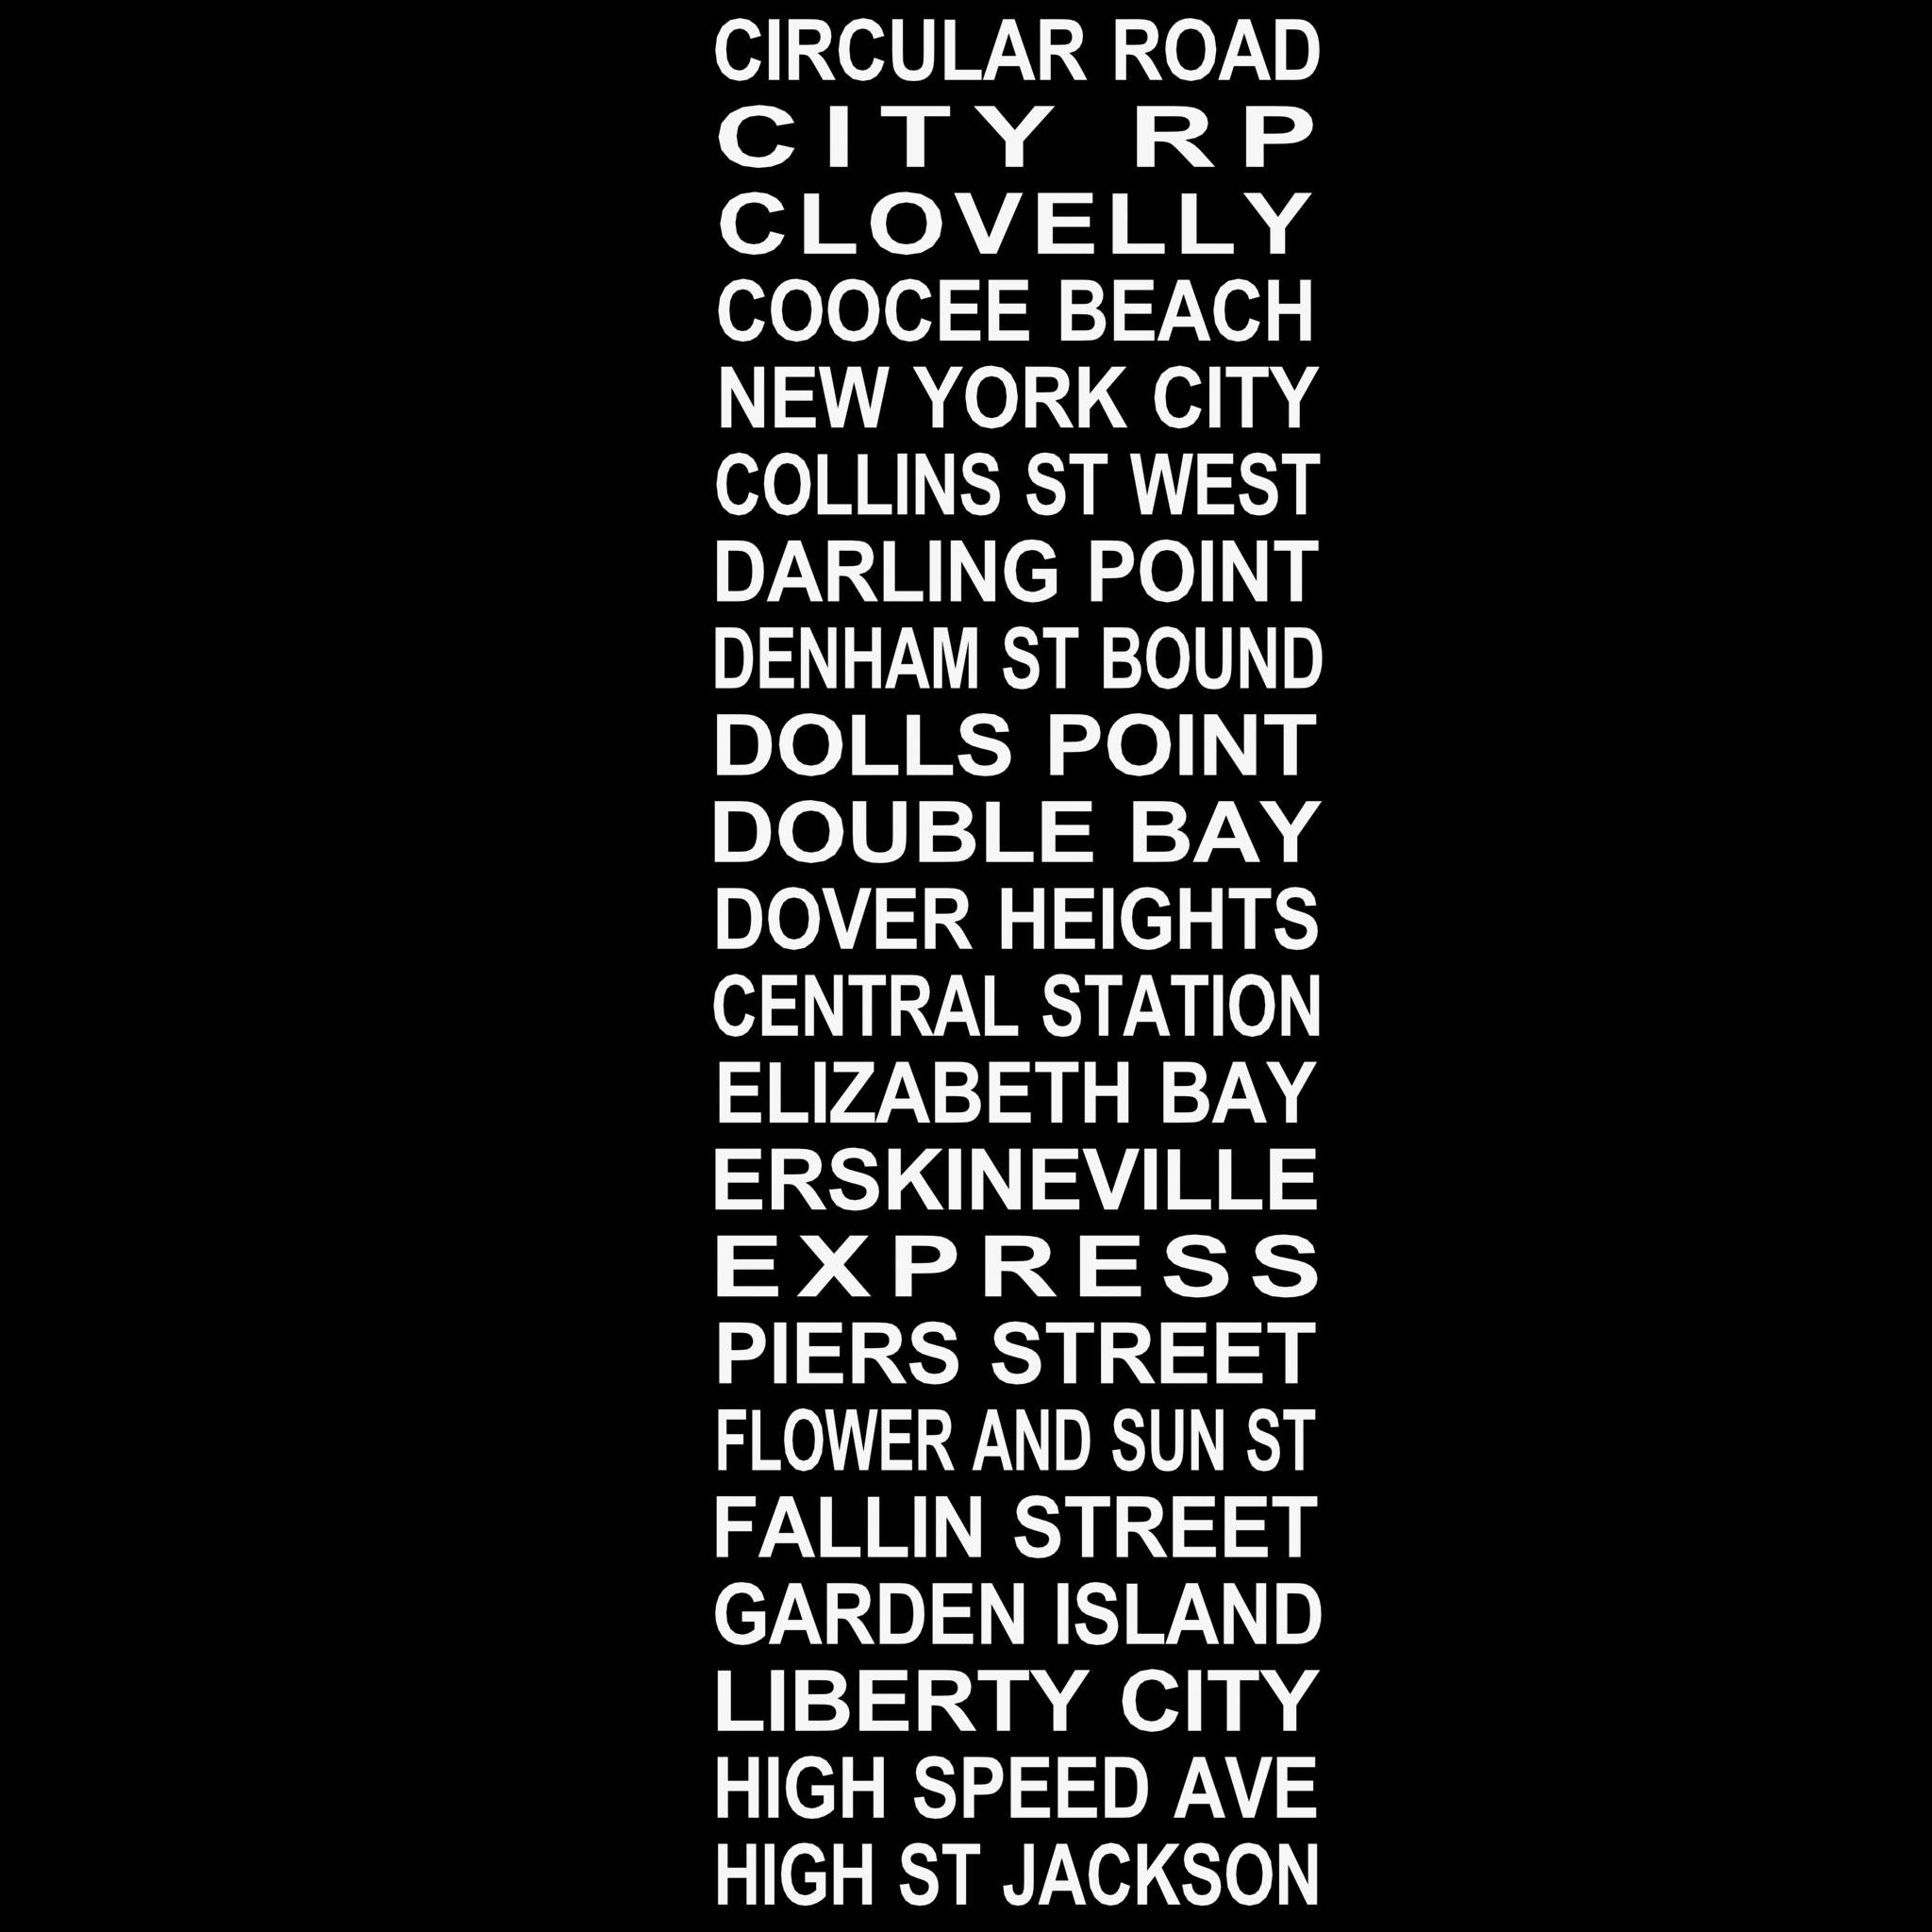 CIRCULAR ROAD
CITY RP
CLOVELLY
COOCEE BEACH
NEW YORK CITY
COLLINS ST WEST
DARLING POINT
DENHAM ST BOUND
DOLLS POINT
DOUBLE BAY
DOVER HEIGHTS
CENTRAL STATION
ELIZABETH BAY
ERSKINEVILLE
EXPRESS
PIERS STREET
FLOWER AND SUN ST
FALLIN STREET
GARDEN ISLAND
LIBERTY CITY
HIGH SPEED AVE
HIGH ST JACKSON